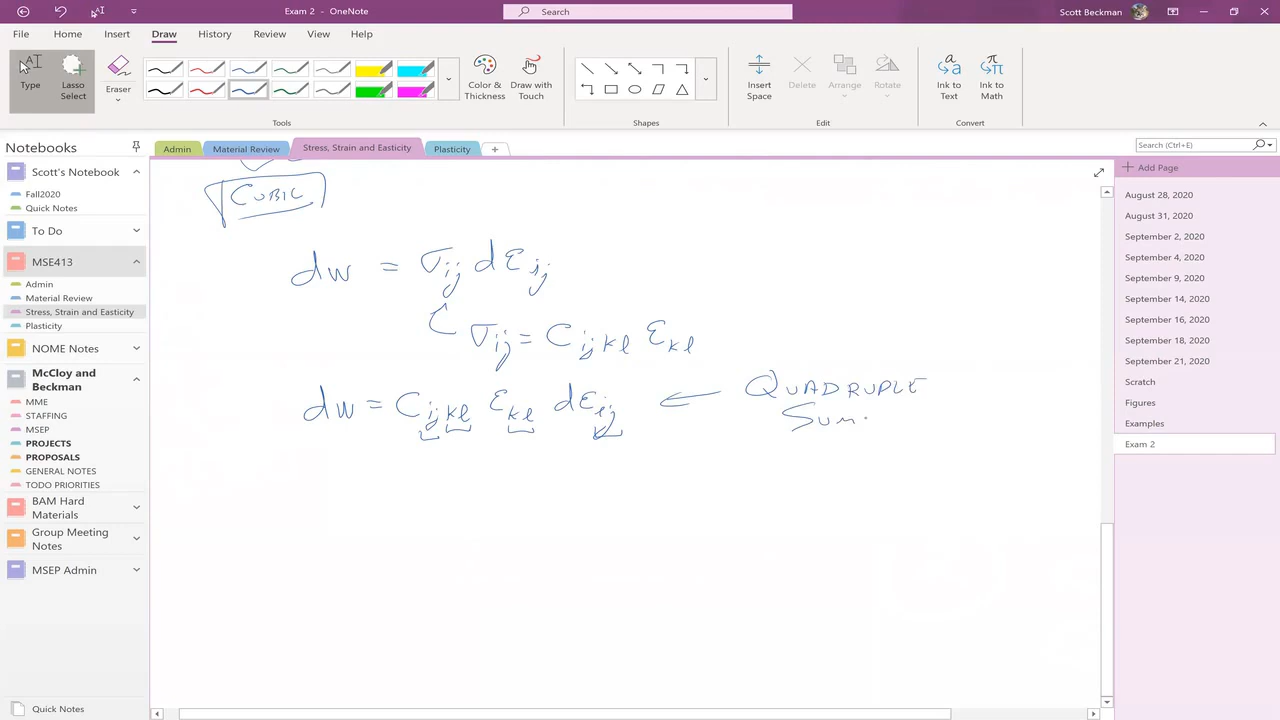 Exam 2 - OneNote
Search
Scott Beckman
File Home Insert Draw History Review View Help
Type
Lasso Select
Eraser
Color & Thickness
Draw with Touch
Insert Space
Delete
Arrange
Rotate
Ink to Text
Ink to Math
Tools Shapes Edit Convert
Notebooks
Admin Material Review Stress, Strain and Easticity Plasticity
Search (Ctrl+E)
Scott's Notebook
Fall2020
Quick Notes
To Do
MSE413
Admin
Material Review
Stress, Strain and Easticity
Plasticity
NOME Notes
McCloy and Beckman
MME
STAFFING
MSEP
PROJECTS
PROPOSALS
GENERAL NOTES
TODO PRIORITIES
BAM Hard Materials
Group Meeting Notes
MSEP Admin
Quick Notes
CUBIC
dw = σij dεij
σij = Cijkl εkl
dw = Cijkl εkl dεij ← QUADRUPLE
SUM
Add Page
August 28, 2020
August 31, 2020
September 2, 2020
September 4, 2020
September 9, 2020
September 14, 2020
September 16, 2020
September 18, 2020
September 21, 2020
Scratch
Figures
Examples
Exam 2